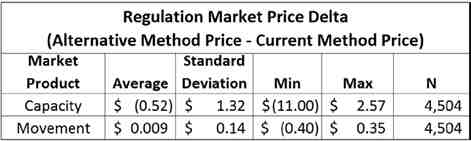 Regulation Market Price Delta
(Alternative Method Price - Current Method Price)
Market Product Average Standard Deviation Min Max N
Capacity $ (0.52) $ 1.32 $(11.00) $ 2.57 4,504
Movement $ 0.009 $ 0.14 $ (0.40) $ 0.35 4,504